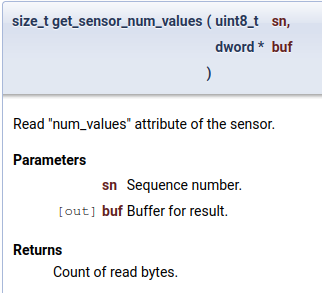 size_t get_sensor_num_values ( uint8_t sn,
dword * buf
)
Read "num_values" attribute of the sensor.
Parameters
sn Sequence number.
[out] buf Buffer for result.
Returns
Count of read bytes.